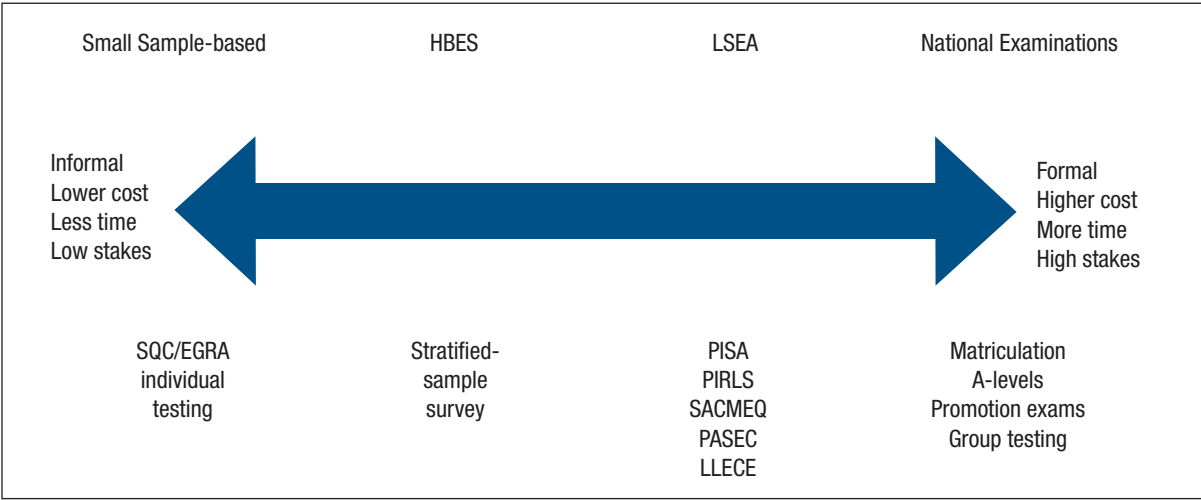 Small Sample-based
HBES
LSEA
National Examinations
Informal
Lower cost
Less time
Low stakes
Formal
Higher cost
More time
High stakes
SQC/EGRA
individual
testing
Stratified-
sample
survey
PISA
PIRLS
SACMEQ
PASEC
LLECE
Matriculation
A-levels
Promotion exams
Group testing